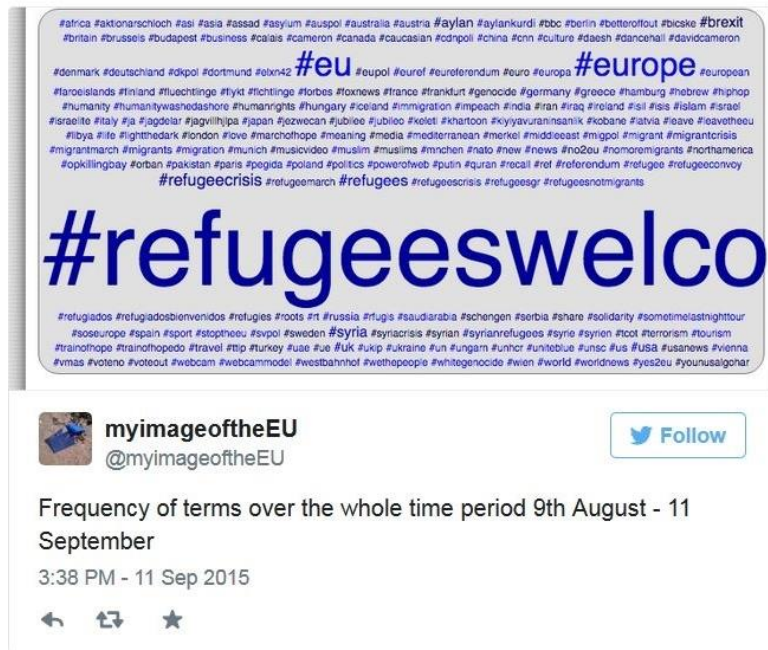 #africa #aktionarschloch #asi #asia #assad #asylum #auspol #australia #austria #aylan #aylankurdi #bbc #berlin #betteroffout #bicske #brexit
#britain #brussels #budapest #business #calais #cameron #canada #caucasian #cdnpoli #china #cnn #culture #daesh #dancehall #davidcameron
#denmark #deutschland #dkpol #dortmund #elxn42 #eu #eupol #euref #eureferendum #euro #europa #europe #european
#faroeislands #finland #fluechtlinge #flykt #flchtlinge #forbes #foxnews #france #frankfurt #genocide #germany #greece #hamburg #hebrew #hiphop
#humanity #humanitywashedashore #humanrights #hungary #iceland #immigration #impeach #india #iran #iraq #ireland #isil #isis #islam #israel
#israelite #italy #ja #jagdelar #jagvillhjlpa #japan #jezwecan #jubilee #jubileo #keleti #khartoon #kiyiyavuraninsanlik #kobane #latvia #leave #leavetheeu
#libya #life #lightthedark #london #love #marchofhope #meaning #media #mediterranean #merkel #middleeast #migpol #migrant #migrantcrisis
#migrantmarch #migrants #migration #munich #musicvideo #muslim #muslims #mnchen #nato #new #news #no2eu #nomoremigrants #northamerica
#opkillingbay #orban #pakistan #paris #pegida #poland #politics #powerofweb #putin #quran #recall #ref #referendum #refugee #refugeeconvoy
#refugeecrisis #refugeemarch #refugees #refugeescrisis #refugeesgr #refugeesnotmigrants
#refugeeswelco
#refugiados #refugiadosbienvenidos #refugies #roots #rt #russia #rfugis #saudiarabia #schengen #serbia #share #solidarity #sometimelastnighttour
#soseurope #spain #sport #stoptheeu #svpol #sweden #syria #syriacrisis #syrian #syrianrefugees #syrie #syrien #tcot #terrorism #tourism
#trainofhope #trainofhopedo #travel #ttip #turkey #uae #ue #uk #ukip #ukraine #un #ungarn #unhcr #uniteblue #unsc #us #usa #usanews #vienna
#vmas #voteno #voteout #webcam #webcammodel #westbahnhof #wethepeople #whitegenocide #wien #world #worldnews #yes2eu #younusalgohar
myimageoftheEU
@myimageoftheEU
Follow
Frequency of terms over the whole time period 9th August - 11
September
3:38 PM - 11 Sep 2015